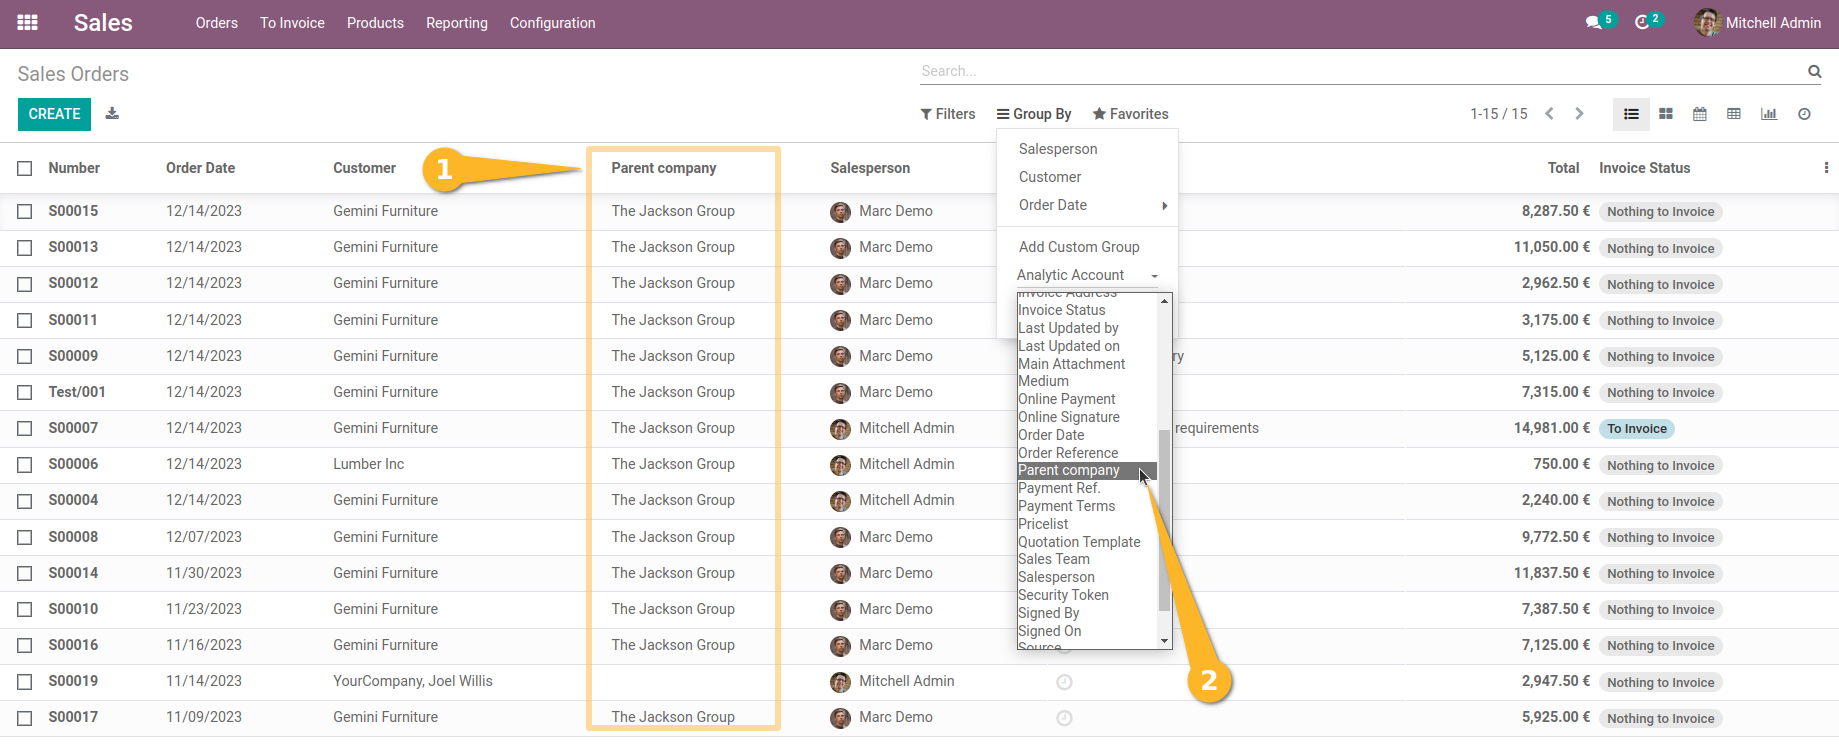 Sales Orders To Invoice Products Reporting Configuration 5 2 Mitchell Admin
Sales Orders Search...
CREATE Filters Group By Favorites 1-15 / 15
Number Order Date Customer 1 Parent company Salesperson Total Invoice Status
S00015 12/14/2023 Gemini Furniture The Jackson Group Marc Demo 8,287.50 € Nothing to Invoice
S00013 12/14/2023 Gemini Furniture The Jackson Group Marc Demo 11,050.00 € Nothing to Invoice
S00012 12/14/2023 Gemini Furniture The Jackson Group Marc Demo 2,962.50 € Nothing to Invoice
S00011 12/14/2023 Gemini Furniture The Jackson Group Marc Demo 3,175.00 € Nothing to Invoice
S00009 12/14/2023 Gemini Furniture The Jackson Group Marc Demo ry 5,125.00 € Nothing to Invoice
Test/001 12/14/2023 Gemini Furniture The Jackson Group Marc Demo 7,315.00 € Nothing to Invoice
S00007 12/14/2023 Gemini Furniture The Jackson Group Mitchell Admin requirements 14,981.00 € To Invoice
S00006 12/14/2023 Lumber Inc The Jackson Group Mitchell Admin 750.00 € Nothing to Invoice
S00004 12/14/2023 Gemini Furniture The Jackson Group Mitchell Admin 2,240.00 € Nothing to Invoice
S00008 12/07/2023 Gemini Furniture The Jackson Group Marc Demo 9,772.50 € Nothing to Invoice
S00014 11/30/2023 Gemini Furniture The Jackson Group Marc Demo 11,837.50 € Nothing to Invoice
S00010 11/23/2023 Gemini Furniture The Jackson Group Marc Demo 7,387.50 € Nothing to Invoice
S00016 11/16/2023 Gemini Furniture The Jackson Group Marc Demo 7,125.00 € Nothing to Invoice
S00019 11/14/2023 YourCompany, Joel Willis Mitchell Admin 2,947.50 € Nothing to Invoice
S00017 11/09/2023 Gemini Furniture The Jackson Group Marc Demo 5,925.00 € Nothing to Invoice
Salesperson
Customer
Order Date
Add Custom Group
Analytic Account
Invoice Address
Invoice Status
Last Updated by
Last Updated on
Main Attachment
Medium
Online Payment
Online Signature
Order Date
Order Reference
Parent company
Payment Ref.
Payment Terms
Pricelist
Quotation Template
Sales Team
Salesperson
Security Token
Signed By
Signed On
Source
2